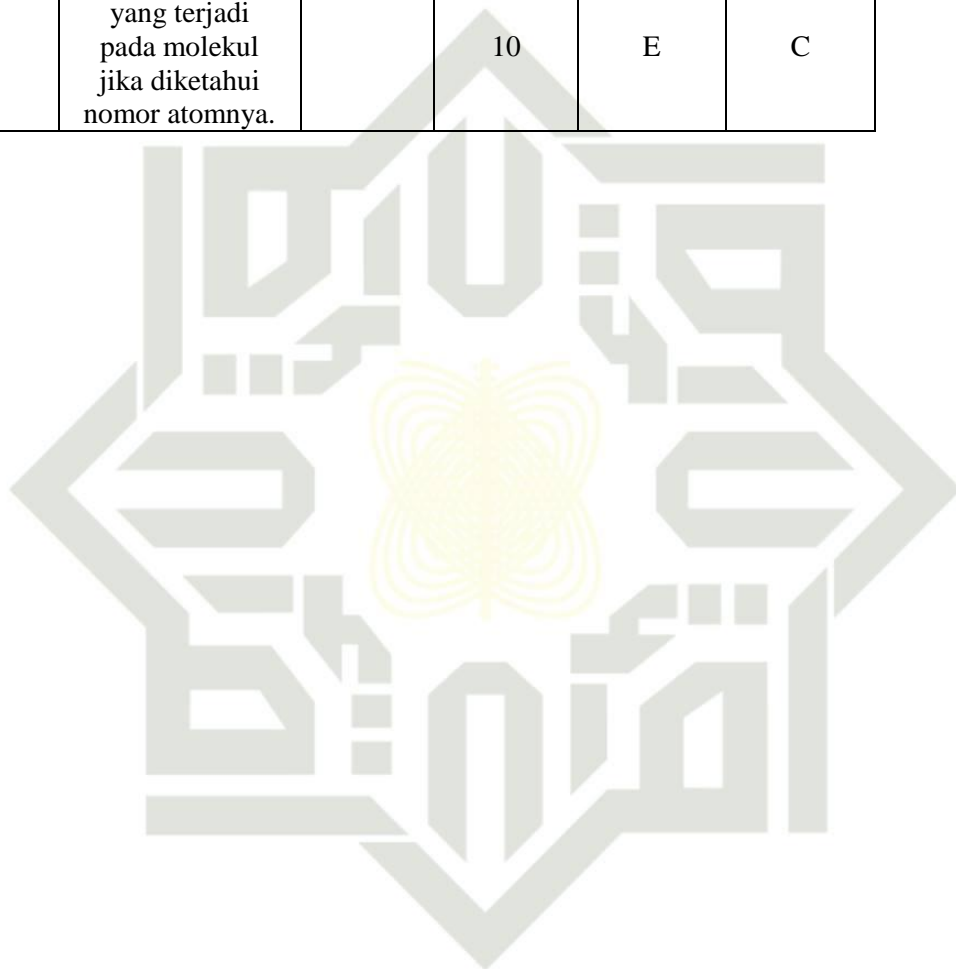 yang terjadi
pada molekul
jika diketahui
nomor atomnya.
10
E
C